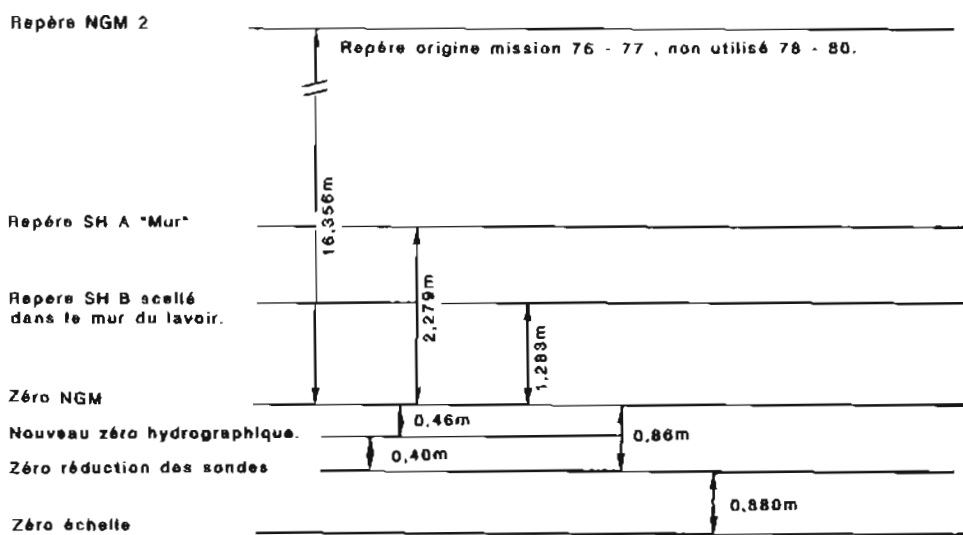 Repère NGM 2
Repére origine mission 76 - 77 , non utilisé 78 - 80.
16,356m
Repére SH A "Mur"
2,279m
Repere SH B scellé
dans le mur du lavoir.
1,283m
Zéro NGM
0,46m
Nouveau zéro hydrographique.
0,86m
0,40m
Zéro réduction des sondes
0,880m
Zéro échelle